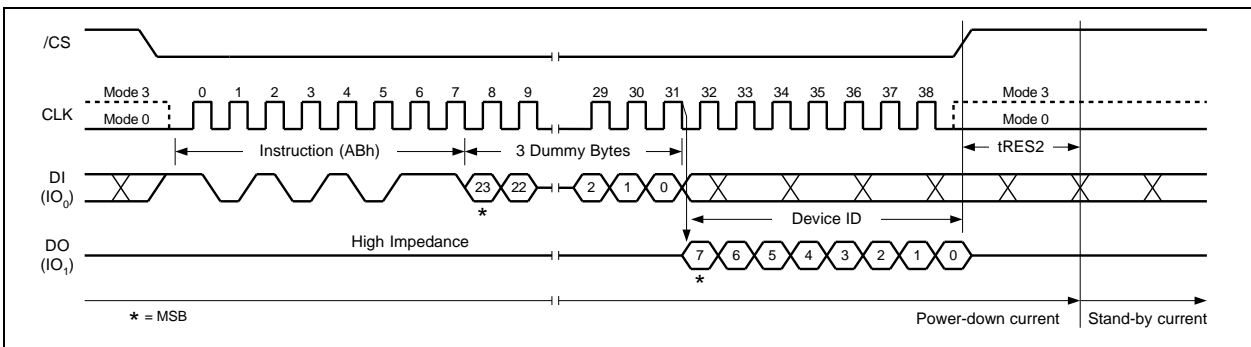 /CS
Mode 3 0 1 2 3 4 5 6 7 8 9 29 30 31 32 33 34 35 36 37 38 Mode 3
CLK
Mode 0 Mode 0
Instruction (ABh) 3 Dummy Bytes tRES2
DI
(IO0)
23 22 2 1 0
*
Device ID
High Impedance
DO
(IO1)
7 6 5 4 3 2 1 0
*
* = MSB
Power-down current Stand-by current